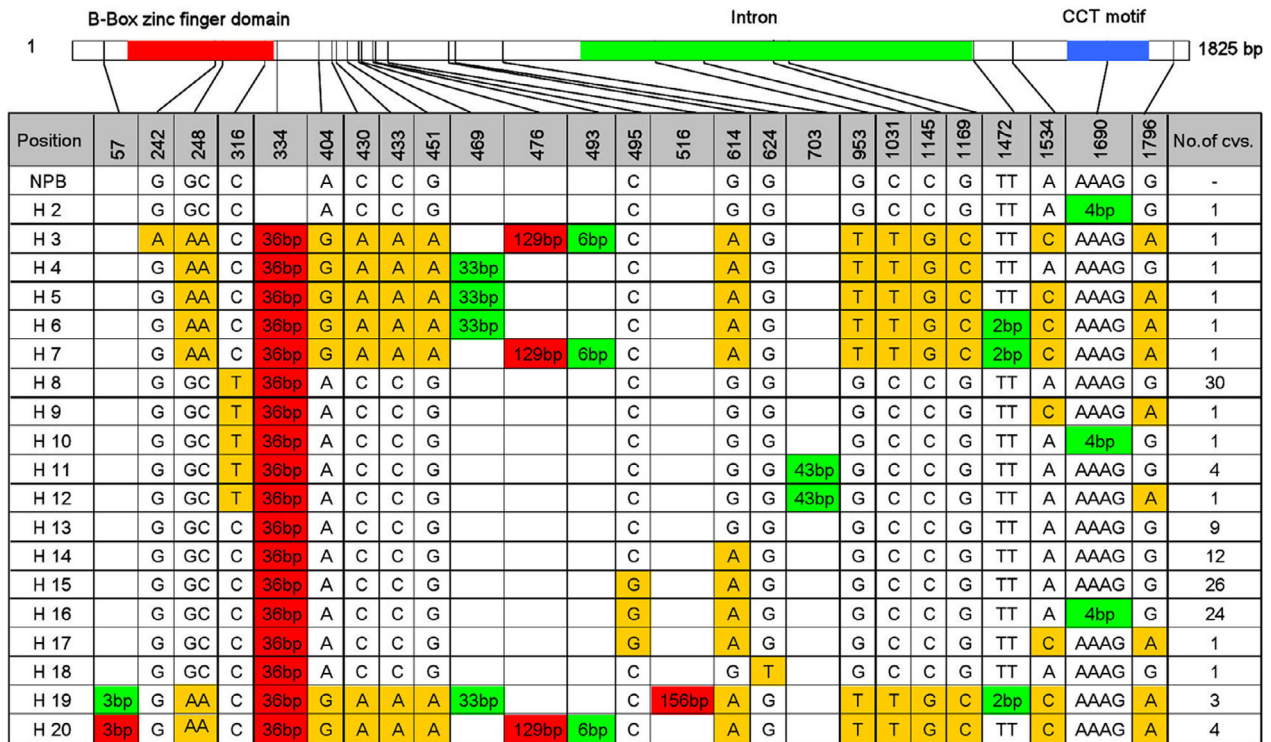 B-Box zinc finger domain Intron CCT motif
1 1825 bp
Position 57 242 248 316 334 404 430 433 451 469 476 493 495 516 614 624 703 953 1031 1145 1169 1472 1534 1690 1796 No.of cvs.
NPB G GC C A C C G C G G G C C G TT A AAAG G -
H 2 G GC C A C C G C G G G C C G TT A 4bp G 1
H 3 A AA C 36bp G A A A 129bp 6bp C A G T T G C TT C AAAG A 1
H 4 G AA C 36bp G A A A 33bp C A G T T G C TT A AAAG G 1
H 5 G AA C 36bp G A A A 33bp C A G T T G C TT C AAAG A 1
H 6 G AA C 36bp G A A A 33bp C A G T T G C 2bp C AAAG A 1
H 7 G AA C 36bp G A A A 129bp 6bp C A G T T G C 2bp C AAAG A 1
H 8 G GC T 36bp A C C G C G G G C C G TT A AAAG G 30
H 9 G GC T 36bp A C C G C G G G C C G TT C AAAG A 1
H 10 G GC T 36bp A C C G C G G G C C G TT A 4bp G 1
H 11 G GC T 36bp A C C G C G G 43bp G C C G TT A AAAG G 4
H 12 G GC T 36bp A C C G C G G 43bp G C C G TT A AAAG A 1
H 13 G GC C 36bp A C C G C G G G C C G TT A AAAG G 9
H 14 G GC C 36bp A C C G C A G G C C G TT A AAAG G 12
H 15 G GC C 36bp A C C G G A G G C C G TT A AAAG G 26
H 16 G GC C 36bp A C C G G A G G C C G TT A 4bp G 24
H 17 G GC C 36bp A C C G G A G G C C G TT C AAAG A 1
H 18 G GC C 36bp A C C G C G T G C C G TT A AAAG G 1
H 19 3bp G AA C 36bp G A A A 33bp C 156bp A G T T G C 2bp C AAAG A 3
H 20 3bp G AA C 36bp G A A A 129bp 6bp C A G T T G C TT C AAAG A 4